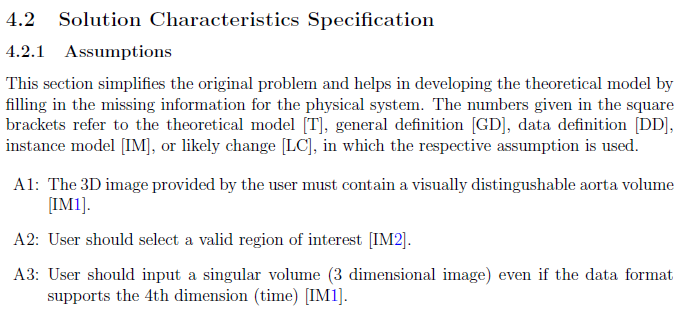 4.2 Solution Characteristics Specification
4.2.1 Assumptions
This section simplifies the original problem and helps in developing the theoretical model by
filling in the missing information for the physical system. The numbers given in the square
brackets refer to the theoretical model [T], general definition [GD], data definition [DD],
instance model [IM], or likely change [LC], in which the respective assumption is used.
A1: The 3D image provided by the user must contain a visually distingushable aorta volume
[IM1].
A2: User should select a valid region of interest [IM2].
A3: User should input a singular volume (3 dimensional image) even if the data format
supports the 4th dimension (time) [IM1].